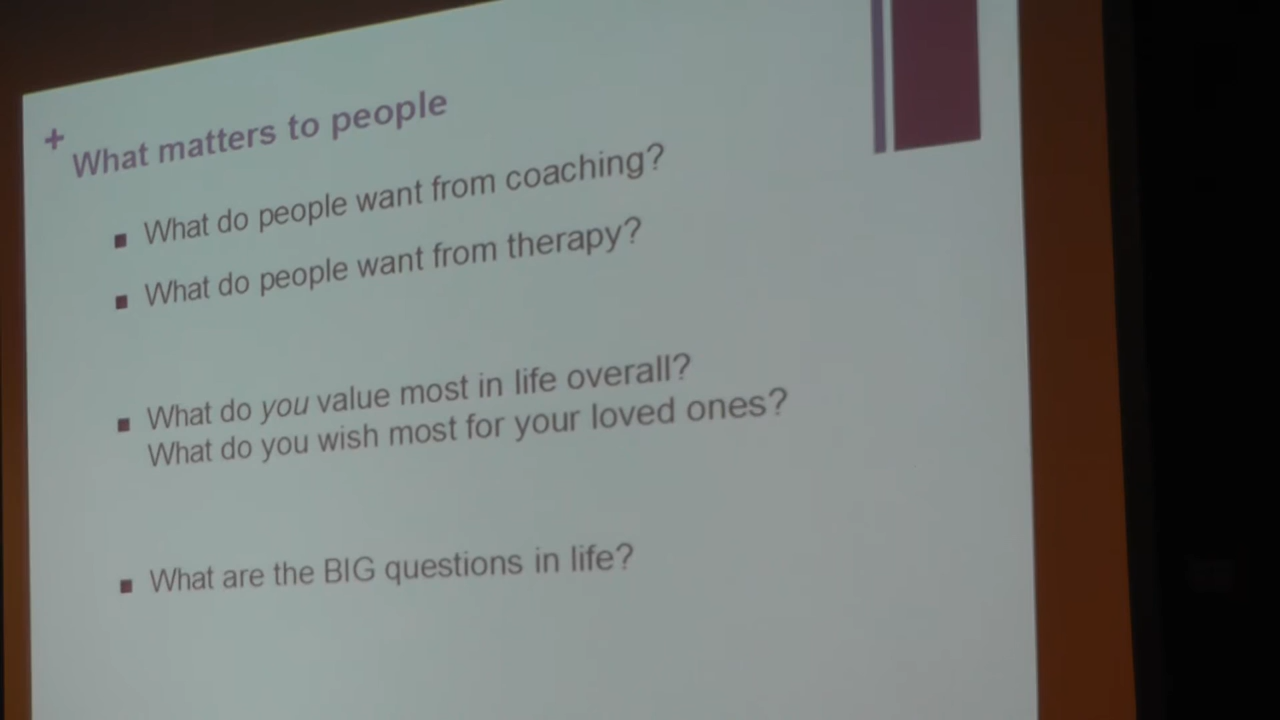 +
What matters to people
▪ What do people want from coaching?
▪ What do people want from therapy?
▪ What do you value most in life overall?
What do you wish most for your loved ones?
▪ What are the BIG questions in life?